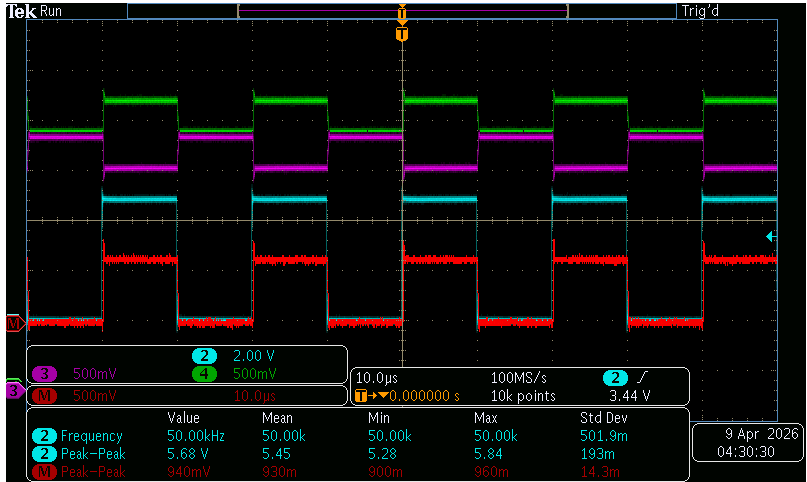 Tek Run Trig'd
T
T
M
3
2 2.00 V
3 500mV 4 500mV
M 500mV 10.0µs
10.0µs 100MS/s 2 3.44 V
T 0.000000 s 10k points
Value Mean Min Max Std Dev
2 Frequency 50.00kHz 50.00k 50.00k 50.00k 501.9m
2 Peak-Peak 5.68 V 5.45 5.28 5.84 193m
M Peak-Peak 940mV 930m 900m 960m 14.3m
9 Apr 2026
04:30:30